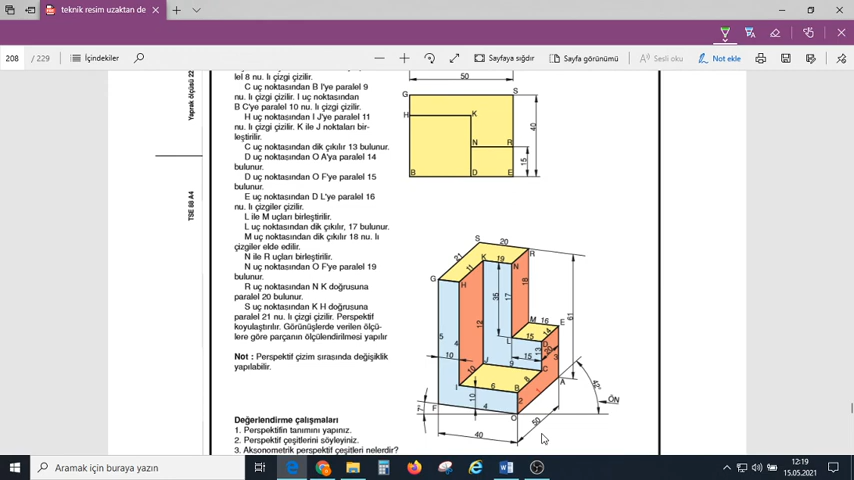 teknik resim uzaktan de
208 / 229
İçindekiler
Sayfaya sığdır
Sayfa görünümü
Sesli oku
Not ekle
Yaprak ölçüsü 22
TSE 88 A4
lel 8 nu. lı çizgi çizilir.
C uç noktasından B I'ye paralel 9
nu. lı çizgi çizilir. I uç noktasından
B C'ye paralel 10 nu. lı çizgi çizilir.
H uç noktasından I J'ye paralel 11
nu. lı çizgi çizilir. K ile J noktaları bir-
leştirilir.
C uç noktasından dik çıkılır 13 bulunur.
D uç noktasından O A'ya paralel 14
bulunur.
D uç noktasından O F'ye paralel 15
bulunur.
E uç noktasından D L'ye paralel 16
nu. lı çizgiler çizilir.
L ile M uçları birleştirilir.
L uç noktasından dik çıkılır, 17 bulunur.
M uç noktasından dik çıkılır 18 nu. lı
çizgiler elde edilir.
N ile R uçları birleştirilir.
N uç noktasından O F'ye paralel 19
bulunur.
R uç noktasından N K doğrusuna
paralel 20 bulunur.
S uç noktasından K H doğrusuna
paralel 21 nu. lı çizgi çizilir. Perspektif
koyulaştırılır. Görünüşlerde verilen ölçü-
lere göre parçanın ölçülendirilmesi yapılır
Not : Perspektif çizim sırasında değişiklik
yapılabilir.
Değerlendirme çalışmaları
1. Perspektifin tanımını yapınız.
2. Perspektif çeşitlerini söyleyiniz.
3. Aksonometrik perspektif çeşitleri nelerdir?
50
G S
H K
N R
40
15
B D E
S 20 R
21 K 19 N
G H 11
35 17 18
61
M 16 E
12 L 14
5 4 15 13 D 20 3
10 J 9 C A
I 10 6 8 B
42°
ÖN
F 7° 10 4 2 O
40 50
Aramak için buraya yazın
12:19
15.05.2021